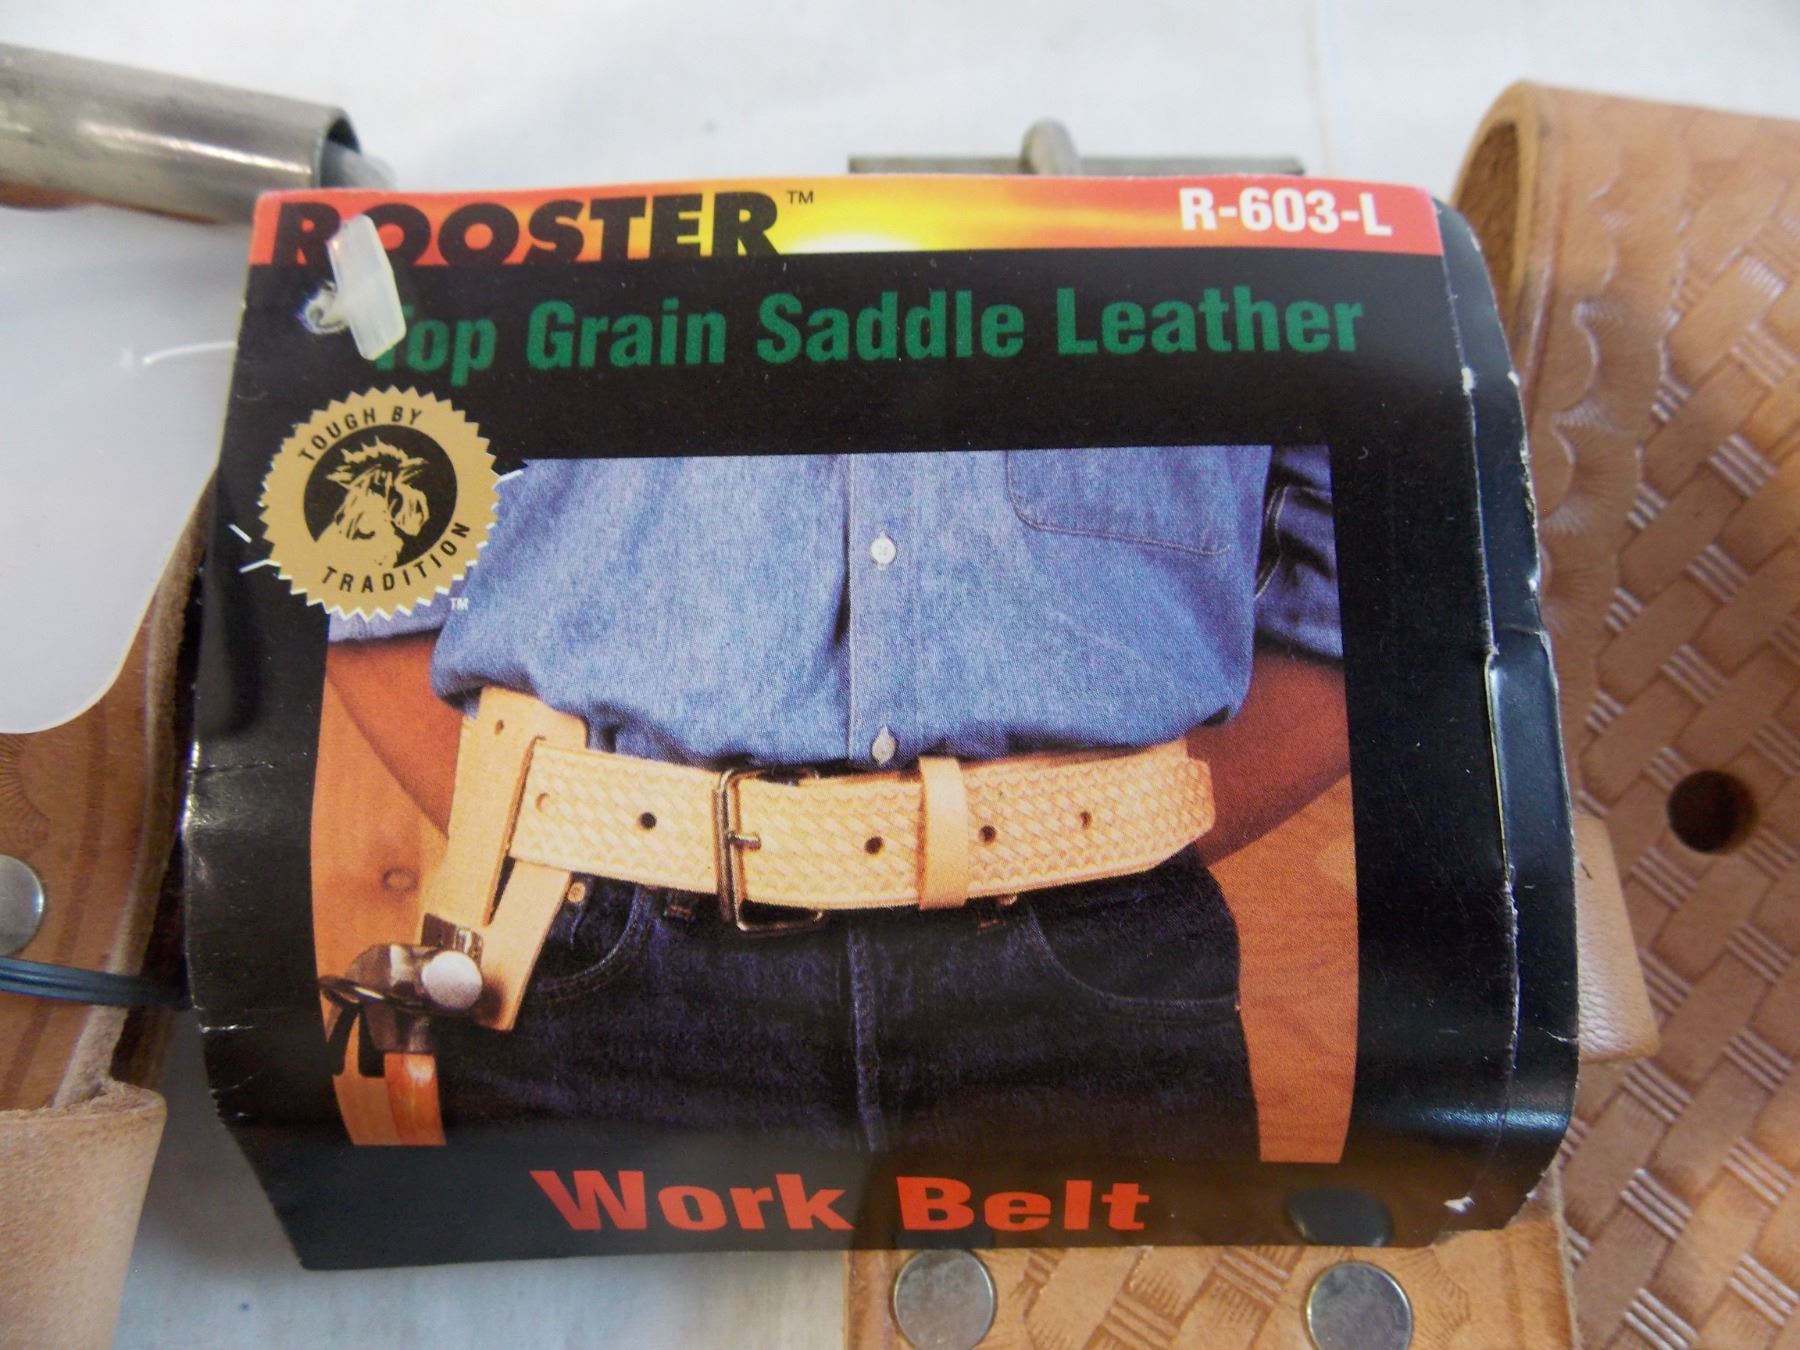 ROOSTER™ R-603-L
Top Grain Saddle Leather
TOUGH BY
TRADITION
™
Work Belt